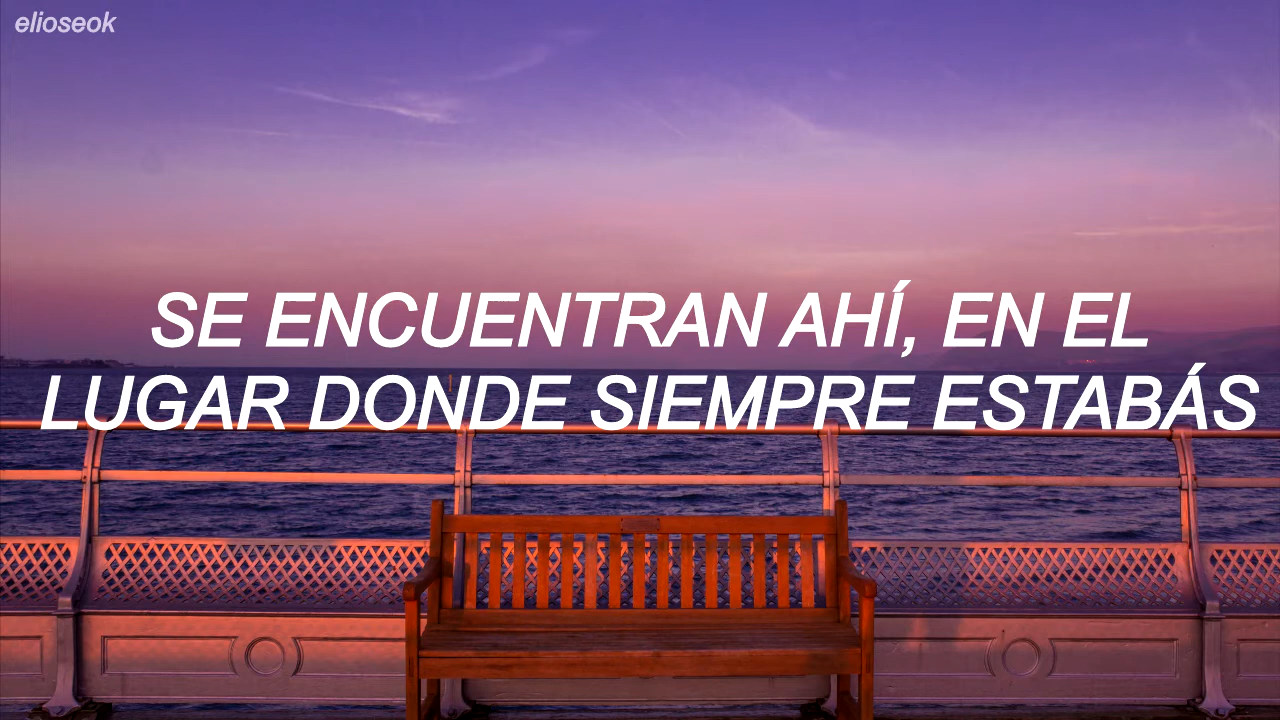 elioseok
SE ENCUENTRAN AHÍ, EN EL
LUGAR DONDE SIEMPRE ESTABÁS